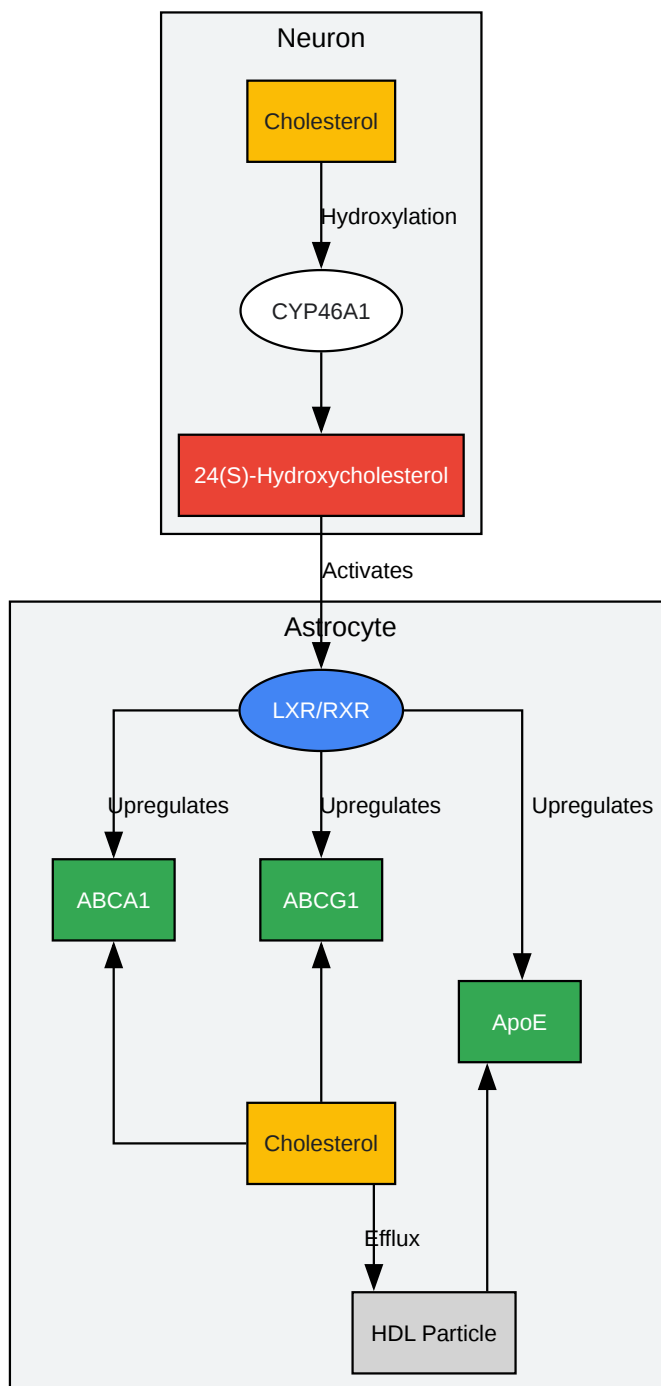 Neuron
Cholesterol
Hydroxylation
CYP46A1
24(S)-Hydroxycholesterol
Activates
Astrocyte
LXR/RXR
Upregulates
Upregulates
Upregulates
ABCA1
ABCG1
ApoE
Cholesterol
Efflux
HDL Particle